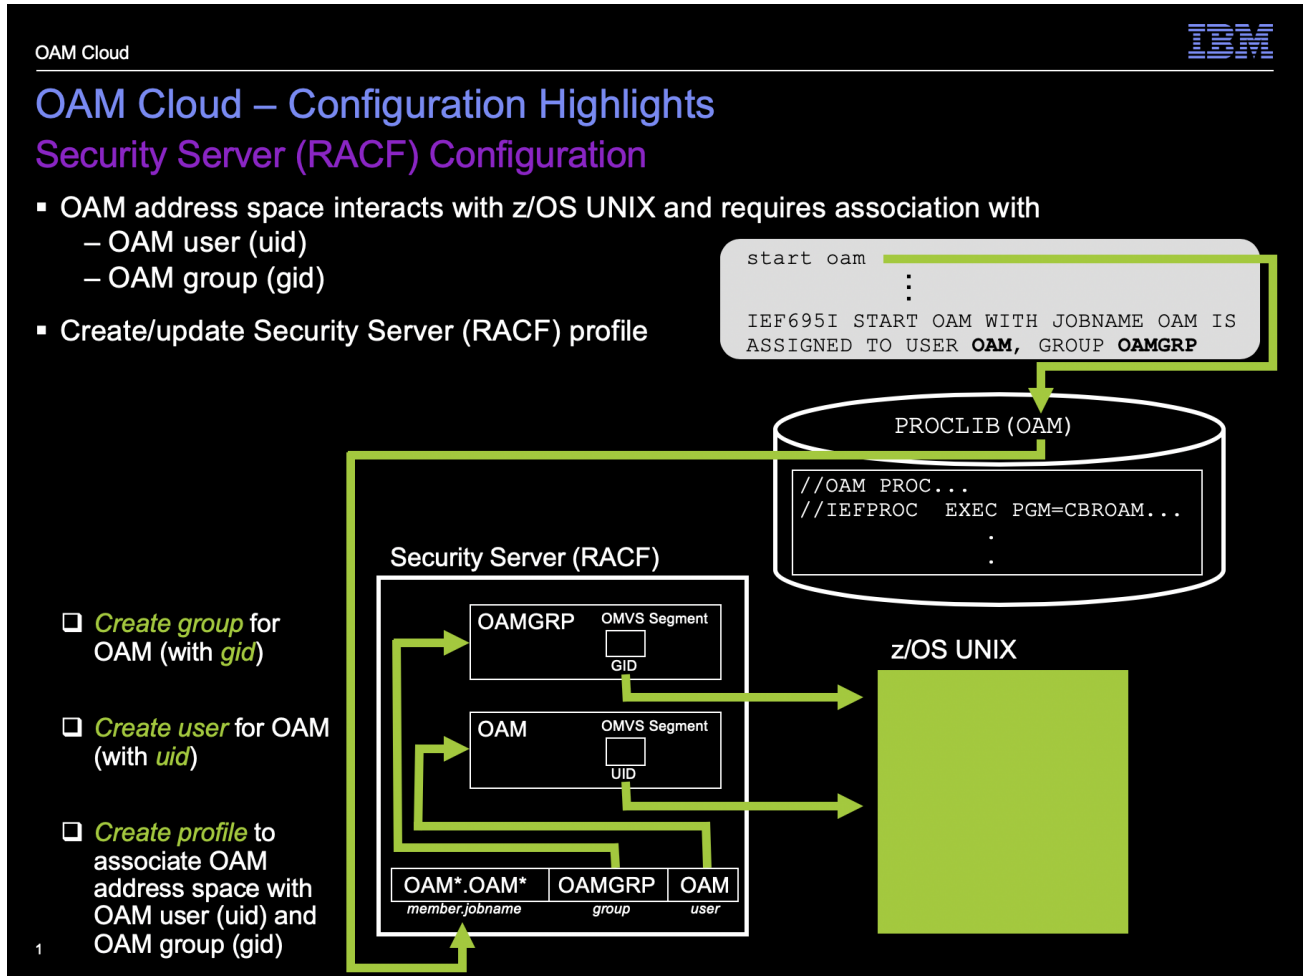 OAM Cloud
IBM
OAM Cloud – Configuration Highlights
Security Server (RACF) Configuration
▪ OAM address space interacts with z/OS UNIX and requires association with
– OAM user (uid)
– OAM group (gid)
▪ Create/update Security Server (RACF) profile
start oam
IEF695I START OAM WITH JOBNAME OAM IS
ASSIGNED TO USER OAM, GROUP OAMGRP
PROCLIB(OAM)
//OAM PROC...
//IEFPROC  EXEC PGM=CBROAM...
.
.
Security Server (RACF)
OAMGRP
OMVS Segment
GID
OAM
OMVS Segment
UID
OAM*.OAM*
OAMGRP
OAM
member.jobname
group
user
z/OS UNIX
❑ Create group for
OAM (with gid)
❑ Create user for OAM
(with uid)
❑ Create profile to
associate OAM
address space with
OAM user (uid) and
OAM group (gid)
1